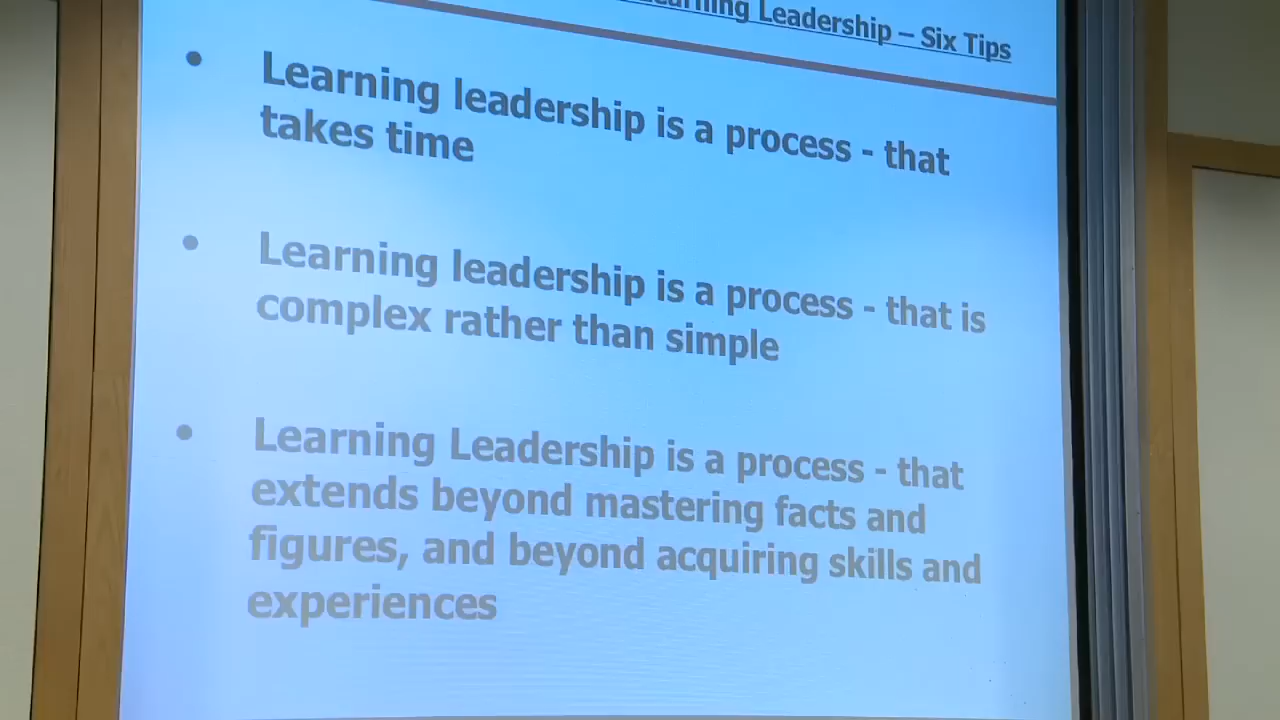 Leadership – Six Tips
• Learning leadership is a process - that
takes time
• Learning leadership is a process - that is
complex rather than simple
• Learning Leadership is a process - that
extends beyond mastering facts and
figures, and beyond acquiring skills and
experiences